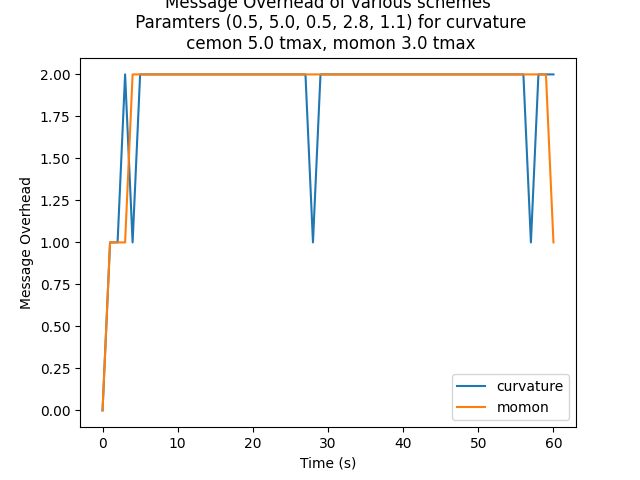 Message Overhead of Various schemes
Paramters (0.5, 5.0, 0.5, 2.8, 1.1) for curvature
cemon 5.0 tmax, momon 3.0 tmax
2.00
1.75
1.50
1.25
1.00
0.75
0.50
0.25
0.00
Message Overhead
curvature
momon
0 10 20 30 40 50 60
Time (s)